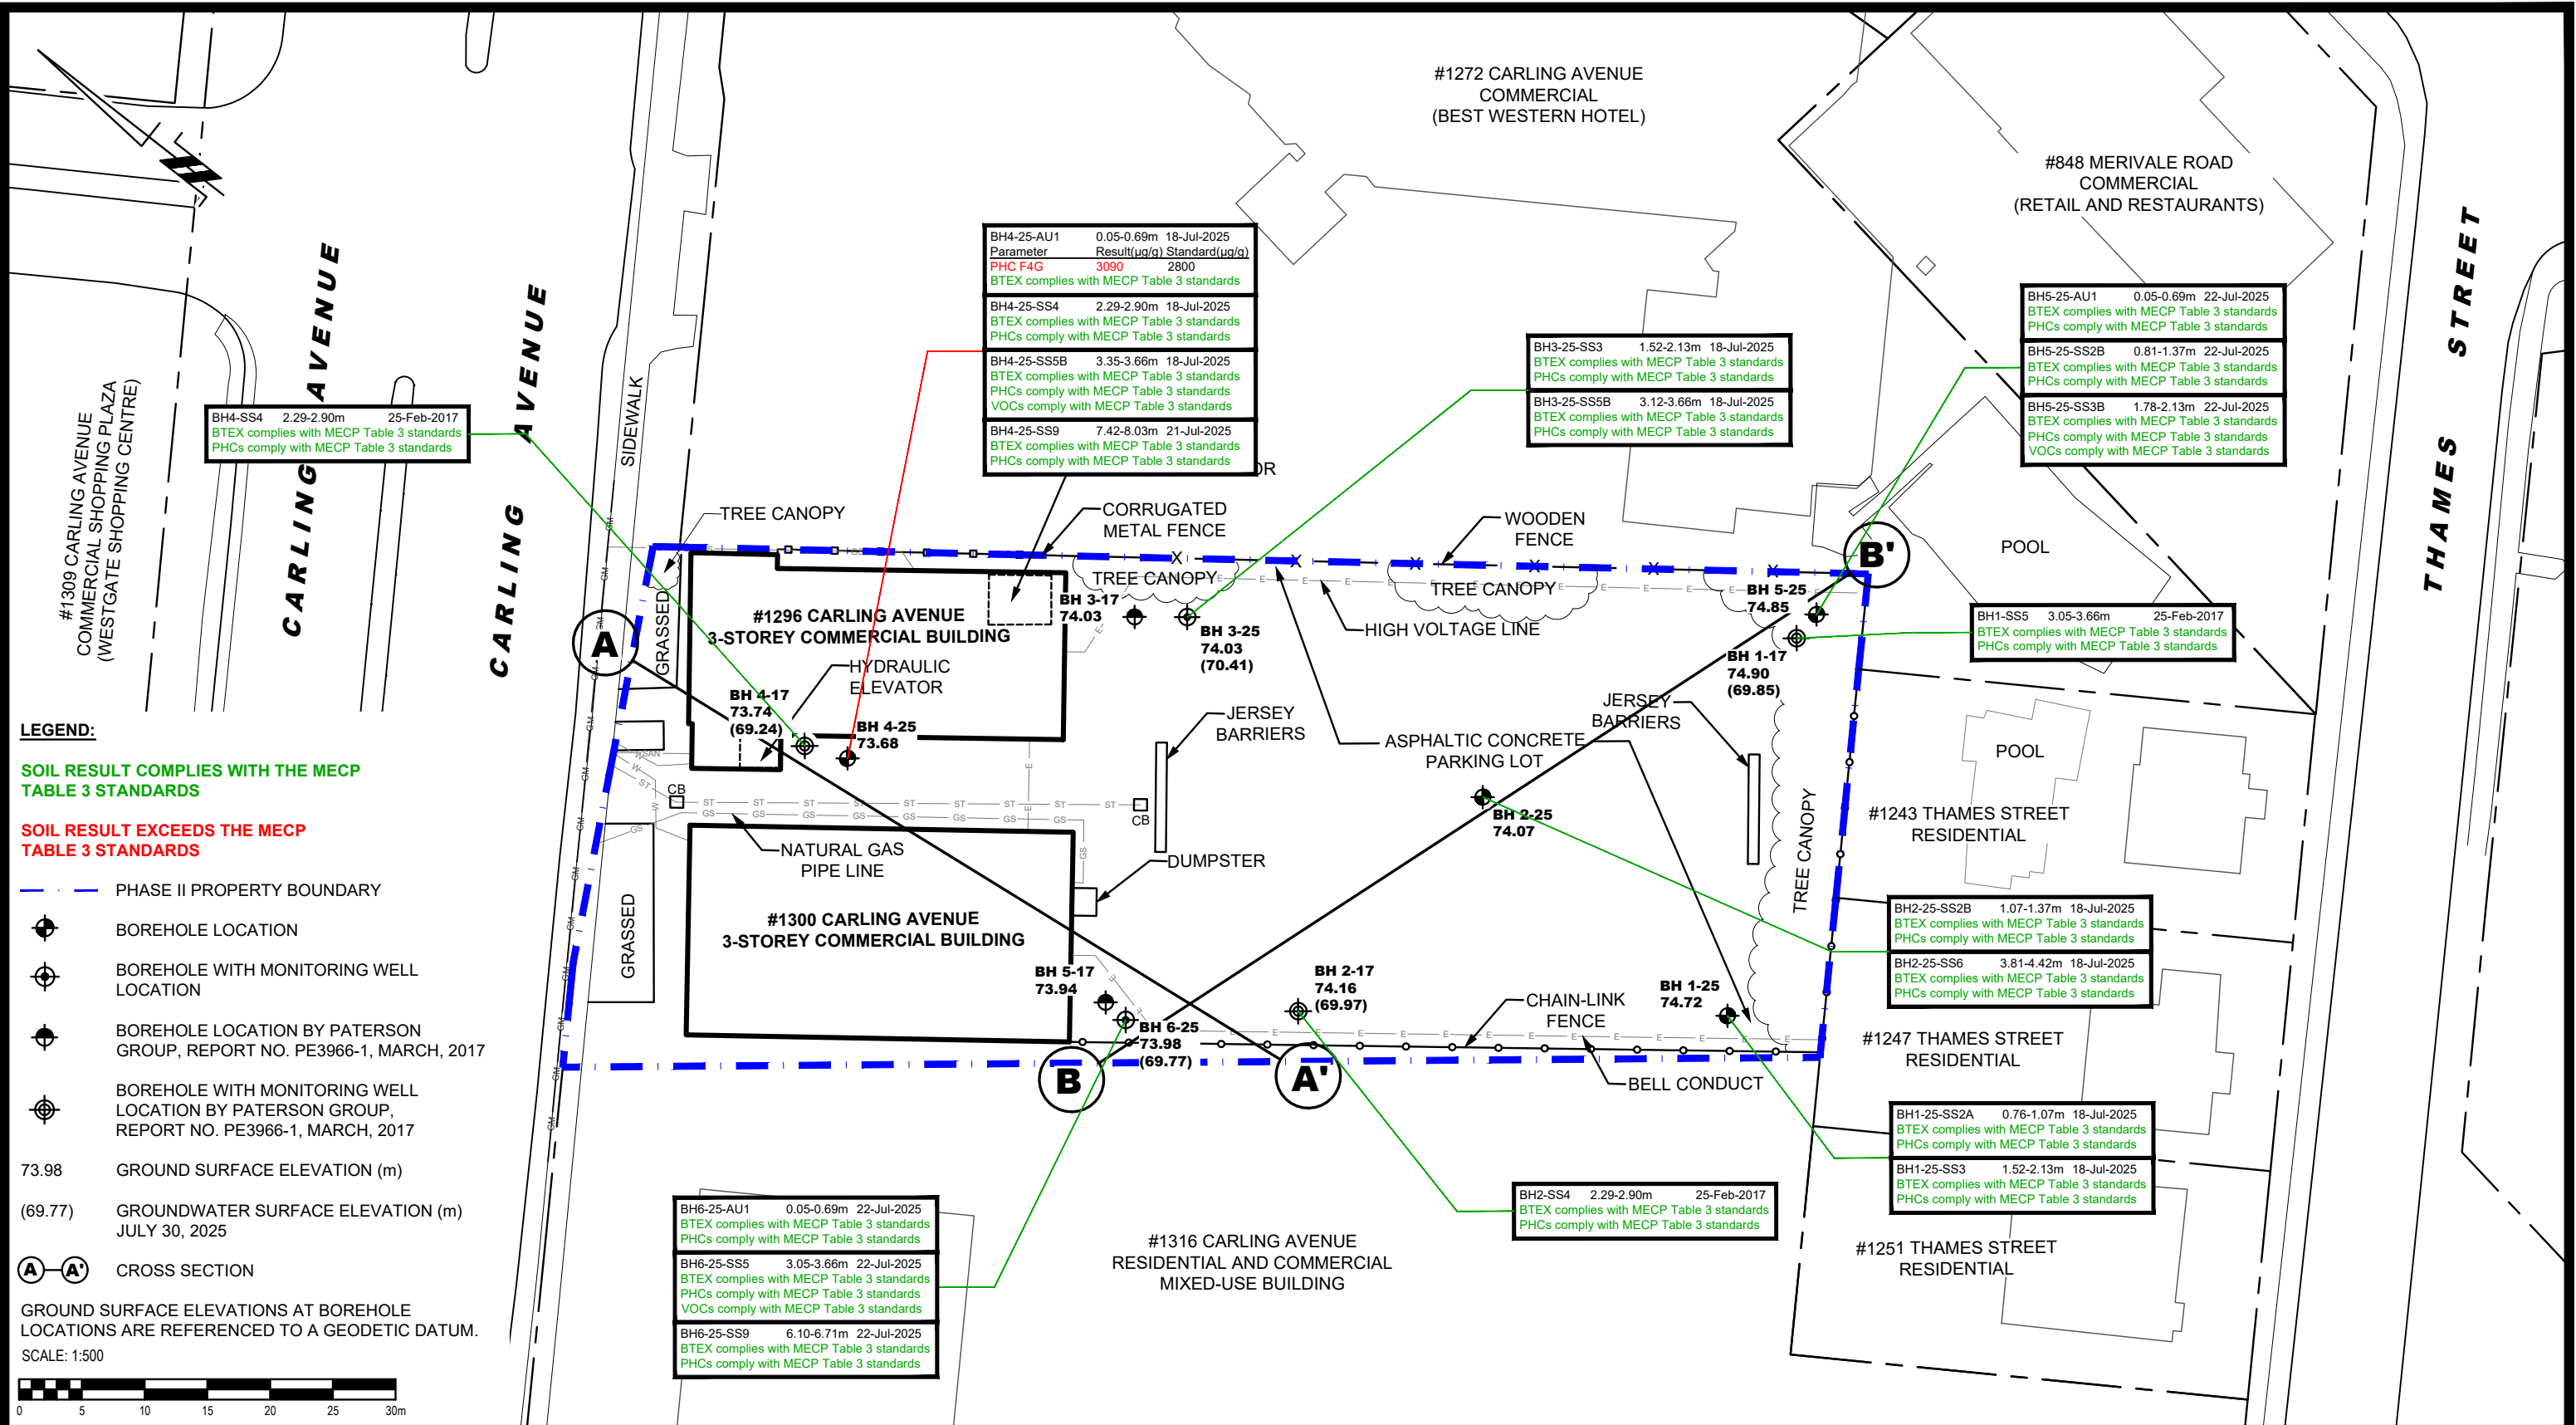 #1272 CARLING AVENUE
COMMERCIAL
(BEST WESTERN HOTEL)
#848 MERIVALE ROAD
COMMERCIAL
(RETAIL AND RESTAURANTS)
THAMES STREET
CARLING AVENUE
CARLING AVENUE
SIDEWALK
#1309 CARLING AVENUE
COMMERCIAL SHOPPING PLAZA
(WESTGATE SHOPPING CENTRE)
BH4-25-AU1 0.05-0.69m 18-Jul-2025
Parameter Result(µg/g) Standard(µg/g)
PHC F4G 3090 2800
BTEX complies with MECP Table 3 standards
BH4-25-SS4 2.29-2.90m 18-Jul-2025
BTEX complies with MECP Table 3 standards
PHCs comply with MECP Table 3 standards
BH4-25-SS5B 3.35-3.66m 18-Jul-2025
BTEX complies with MECP Table 3 standards
PHCs comply with MECP Table 3 standards
VOCs comply with MECP Table 3 standards
BH4-25-SS9 7.42-8.03m 21-Jul-2025
BTEX complies with MECP Table 3 standards
PHCs comply with MECP Table 3 standards
OR
BH3-25-SS3 1.52-2.13m 18-Jul-2025
BTEX complies with MECP Table 3 standards
PHCs comply with MECP Table 3 standards
BH3-25-SS5B 3.12-3.66m 18-Jul-2025
BTEX complies with MECP Table 3 standards
PHCs comply with MECP Table 3 standards
BH5-25-AU1 0.05-0.69m 22-Jul-2025
BTEX complies with MECP Table 3 standards
PHCs comply with MECP Table 3 standards
BH5-25-SS2B 0.81-1.37m 22-Jul-2025
BTEX complies with MECP Table 3 standards
PHCs comply with MECP Table 3 standards
BH5-25-SS3B 1.78-2.13m 22-Jul-2025
BTEX complies with MECP Table 3 standards
PHCs comply with MECP Table 3 standards
VOCs comply with MECP Table 3 standards
BH4-SS4 2.29-2.90m 25-Feb-2017
BTEX complies with MECP Table 3 standards
PHCs comply with MECP Table 3 standards
TREE CANOPY
CORRUGATED
METAL FENCE
WOODEN
FENCE
B'
POOL
TREE CANOPY
TREE CANOPY
BH 3-17
74.03
BH 3-25
74.03
(70.41)
HIGH VOLTAGE LINE
BH 5-25
74.85
BH 1-17
74.90
(69.85)
BH1-SS5 3.05-3.66m 25-Feb-2017
BTEX complies with MECP Table 3 standards
PHCs comply with MECP Table 3 standards
#1296 CARLING AVENUE
3-STOREY COMMERCIAL BUILDING
A
GRASSED
HYDRAULIC
ELEVATOR
BH 4-17
73.74
(69.24)
BH 4-25
73.68
JERSEY
BARRIERS
JERSEY
BARRIERS
ASPHALTIC CONCRETE
PARKING LOT
POOL
CB
CB
BH 2-25
74.07
#1243 THAMES STREET
RESIDENTIAL
TREE CANOPY
NATURAL GAS
PIPE LINE
DUMPSTER
#1300 CARLING AVENUE
3-STOREY COMMERCIAL BUILDING
GRASSED
BH2-25-SS2B 1.07-1.37m 18-Jul-2025
BTEX complies with MECP Table 3 standards
PHCs comply with MECP Table 3 standards
BH2-25-SS6 3.81-4.42m 18-Jul-2025
BTEX complies with MECP Table 3 standards
PHCs comply with MECP Table 3 standards
BH 5-17
73.94
BH 6-25
73.98
(69.77)
BH 2-17
74.16
(69.97)
BH 1-25
74.72
CHAIN-LINK
FENCE
BELL CONDUCT
B
A'
#1247 THAMES STREET
RESIDENTIAL
BH1-25-SS2A 0.76-1.07m 18-Jul-2025
BTEX complies with MECP Table 3 standards
PHCs comply with MECP Table 3 standards
BH1-25-SS3 1.52-2.13m 18-Jul-2025
BTEX complies with MECP Table 3 standards
PHCs comply with MECP Table 3 standards
BH2-SS4 2.29-2.90m 25-Feb-2017
BTEX complies with MECP Table 3 standards
PHCs comply with MECP Table 3 standards
#1251 THAMES STREET
RESIDENTIAL
#1316 CARLING AVENUE
RESIDENTIAL AND COMMERCIAL
MIXED-USE BUILDING
BH6-25-AU1 0.05-0.69m 22-Jul-2025
BTEX complies with MECP Table 3 standards
PHCs comply with MECP Table 3 standards
BH6-25-SS5 3.05-3.66m 22-Jul-2025
BTEX complies with MECP Table 3 standards
PHCs comply with MECP Table 3 standards
VOCs comply with MECP Table 3 standards
BH6-25-SS9 6.10-6.71m 22-Jul-2025
BTEX complies with MECP Table 3 standards
PHCs comply with MECP Table 3 standards
LEGEND:
SOIL RESULT COMPLIES WITH THE MECP
TABLE 3 STANDARDS
SOIL RESULT EXCEEDS THE MECP
TABLE 3 STANDARDS
PHASE II PROPERTY BOUNDARY
BOREHOLE LOCATION
BOREHOLE WITH MONITORING WELL
LOCATION
BOREHOLE LOCATION BY PATERSON
GROUP, REPORT NO. PE3966-1, MARCH, 2017
BOREHOLE WITH MONITORING WELL
LOCATION BY PATERSON GROUP,
REPORT NO. PE3966-1, MARCH, 2017
73.98 GROUND SURFACE ELEVATION (m)
(69.77) GROUNDWATER SURFACE ELEVATION (m)
JULY 30, 2025
A A' CROSS SECTION
GROUND SURFACE ELEVATIONS AT BOREHOLE
LOCATIONS ARE REFERENCED TO A GEODETIC DATUM.
SCALE: 1:500
0 5 10 15 20 25 30m